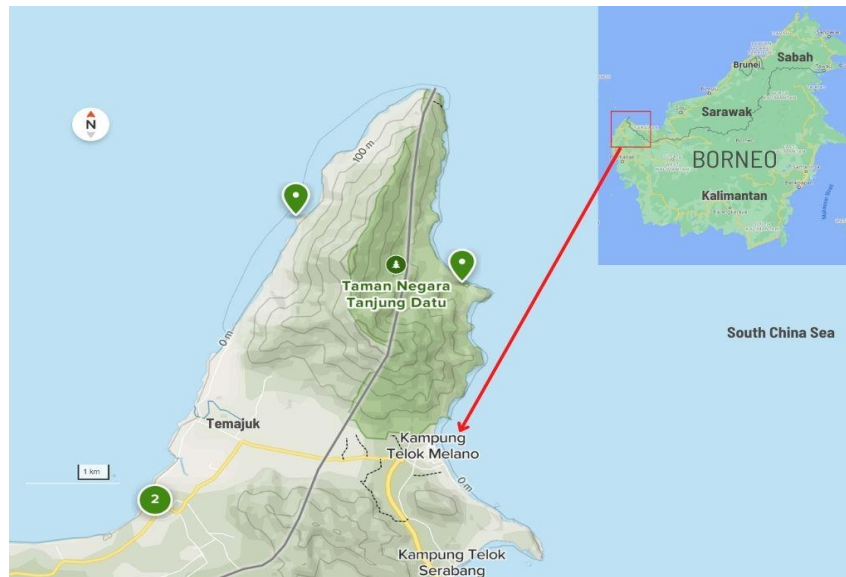 N
100 m
Taman Negara
Tanjung Datu
0 m
Temajuk
Kampung
Telok Melano
1 km
2
0 m
Kampung Telok
Serabang
South China Sea
Brunei
Sabah
Sarawak
BORNEO
Kalimantan